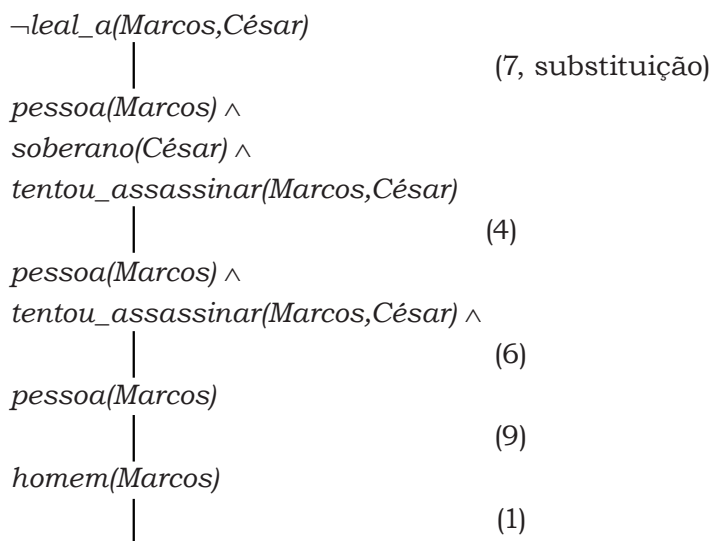 ¬leal_a(Marcos,César)
(7, substituição)
pessoa(Marcos) ∧
soberano(César) ∧
tentou_assassinar(Marcos,César)
(4)
pessoa(Marcos) ∧
tentou_assassinar(Marcos,César) ∧
(6)
pessoa(Marcos)
(9)
homem(Marcos)
(1)